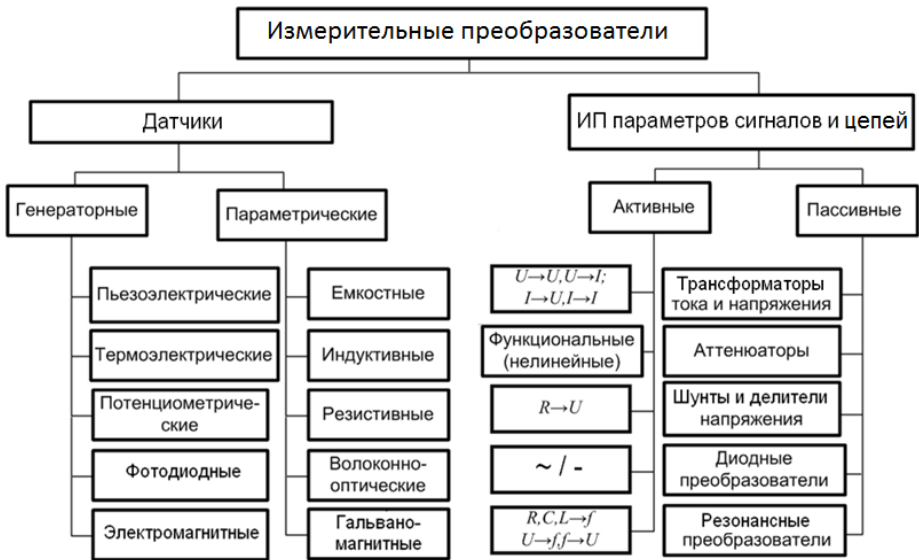 Измерительные преобразователи
Датчики
ИП параметров сигналов и цепей
Генераторные
Параметрические
Активные
Пассивные
Пьезоэлектрические
Термоэлектрические
Потенциометриче-
ские
Фотодиодные
Электромагнитные
Емкостные
Индуктивные
Резистивные
Волоконно-
оптические
Гальвано-
магнитные
U→U,U→I;
I→U,I→I
Функциональные
(нелинейные)
R→U
~ / -
R,C,L→f
U→f,f→U
Трансформаторы
тока и напряжения
Аттенюаторы
Шунты и делители
напряжения
Диодные
преобразователи
Резонансные
преобразователи